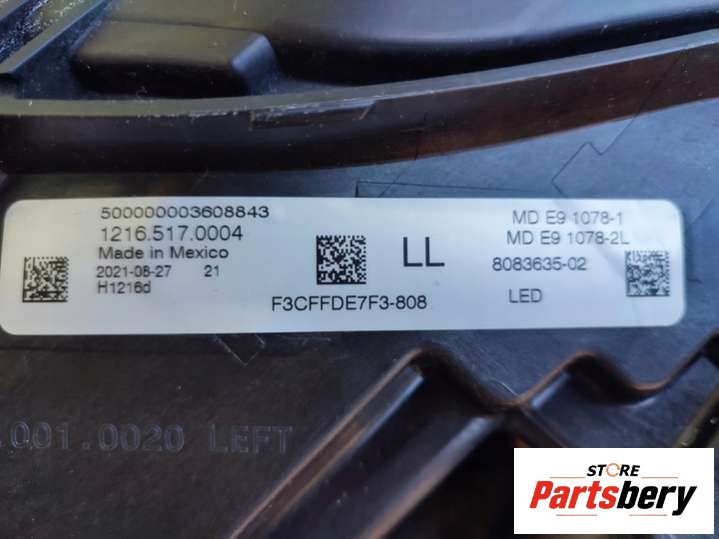 500000003608843
1216.517.0004
Made in Mexico
2021-08-27 21
H1216d
LL
F3CFFDE7F3-808
MD E9 1078-1
MD E9 1078-2L
8083635-02
LED
.001.0020 LEFT
STORE
Partsbery